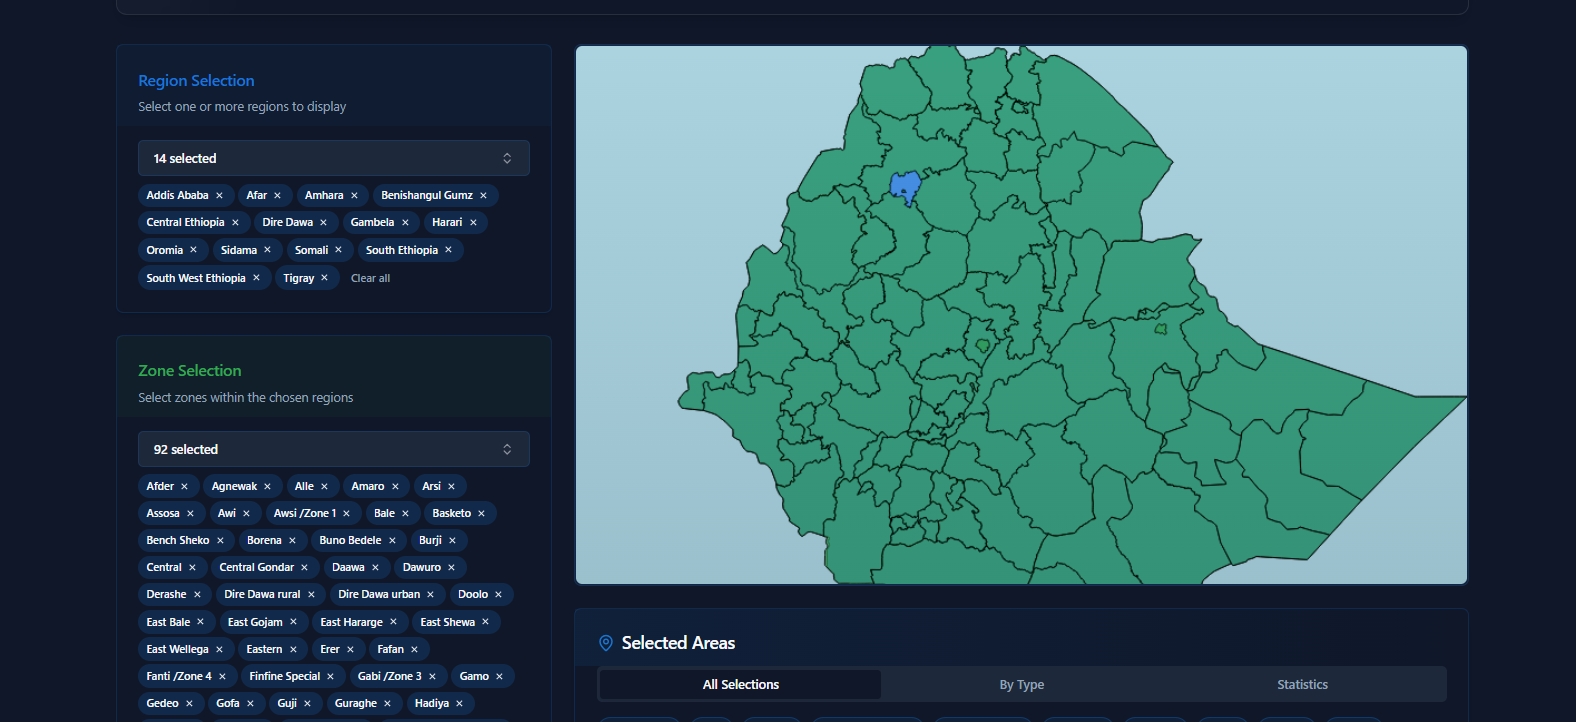 Region Selection
Select one or more regions to display
14 selected
Addis Ababa × Afar × Amhara × Benishangul Gumz ×
Central Ethiopia × Dire Dawa × Gambela × Harari ×
Oromia × Sidama × Somali × South Ethiopia ×
South West Ethiopia × Tigray × Clear all
Zone Selection
Select zones within the chosen regions
92 selected
Afder × Agnewak × Alle × Amaro × Arsi ×
Assosa × Awi × Awsi /Zone 1 × Bale × Basketo ×
Bench Sheko × Borena × Buno Bedele × Burji ×
Central × Central Gondar × Daawa × Dawuro ×
Derashe × Dire Dawa rural × Dire Dawa urban × Doolo ×
East Bale × East Gojam × East Hararge × East Shewa ×
East Wellega × Eastern × Erer × Fafan ×
Fanti /Zone 4 × Finfine Special × Gabi /Zone 3 × Gamo ×
Gedeo × Gofa × Guji × Guraghe × Hadiya ×
Selected Areas
All Selections By Type Statistics